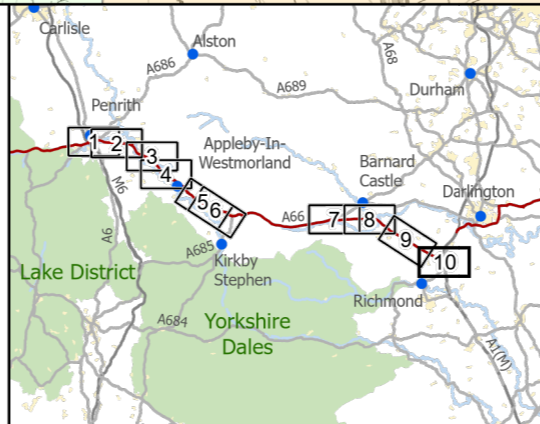 Carlisle
Alston
A686
A689
A68
Durham
Penrith
Appleby-In-
Westmorland
Barnard
Castle
Darlington
1
2
3
4
5
6
7
8
9
10
M6
A66
A6
A685
Lake District
Kirkby
Stephen
Richmond
A684
Yorkshire
Dales
A1(M)